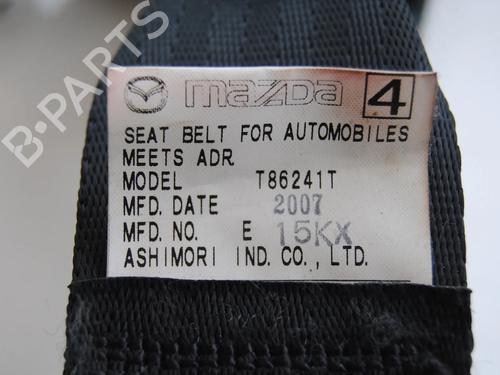 B-PARTS
mazda 4
SEAT BELT FOR AUTOMOBILES
MEETS ADR
MODEL T86241T
MFD. DATE 2007
MFD. NO. E 15KX
ASHIMORI IND. CO., LTD.